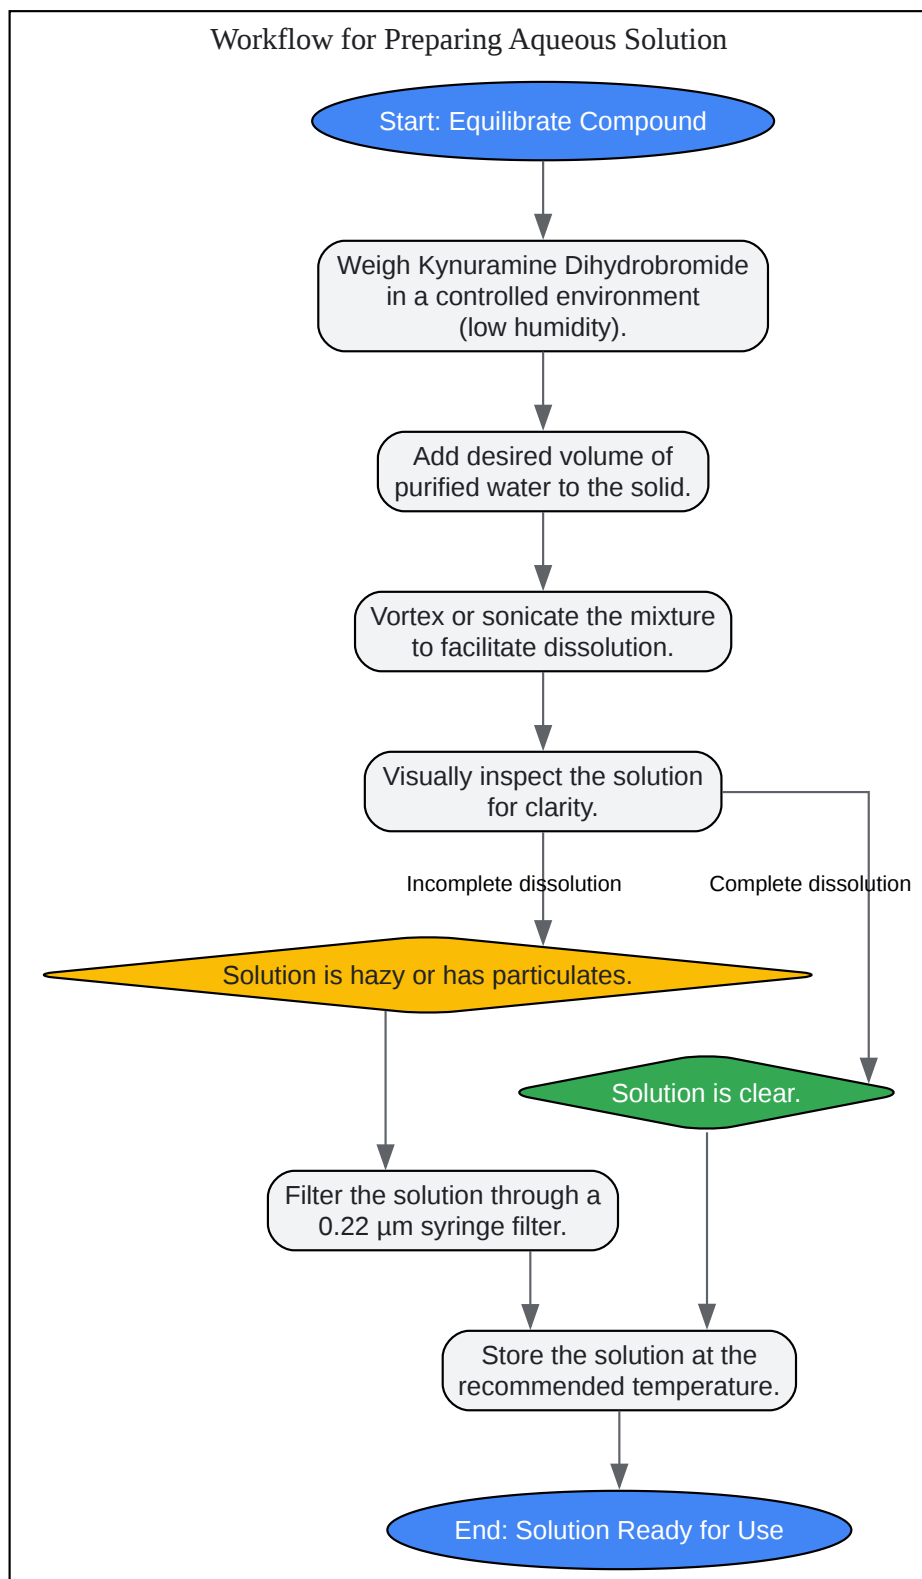 Workflow for Preparing Aqueous Solution
Start: Equilibrate Compound
Weigh Kynuramine Dihydrobromide
in a controlled environment
(low humidity).
Add desired volume of
purified water to the solid.
Vortex or sonicate the mixture
to facilitate dissolution.
Visually inspect the solution
for clarity.
Incomplete dissolution
Complete dissolution
Solution is hazy or has particulates.
Solution is clear.
Filter the solution through a
0.22 µm syringe filter.
Store the solution at the
recommended temperature.
End: Solution Ready for Use